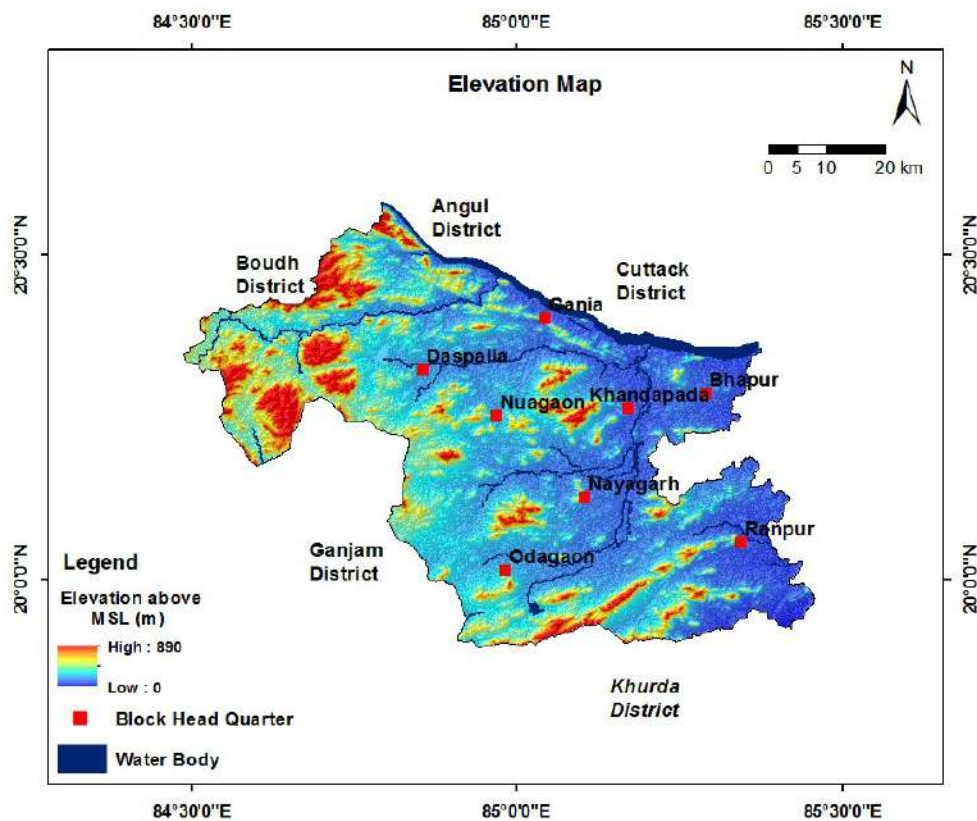 84°30'0"E 85°0'0"E 85°30'0"E
Elevation Map
N
0 5 10 20 km
Angul
District
20°30'0"N
20°30'0"N
Boudh
District
Cuttack
District
Gania
Daspalla
Bhapur
Khandapada
Nuagaon
Nayagarh
Ranpur
Odagaon
Ganjam
District
20°0'0"N
20°0'0"N
Legend
Elevation above
MSL (m)
High : 890
Low : 0
Block Head Quarter
Water Body
Khurda
District
84°30'0"E 85°0'0"E 85°30'0"E